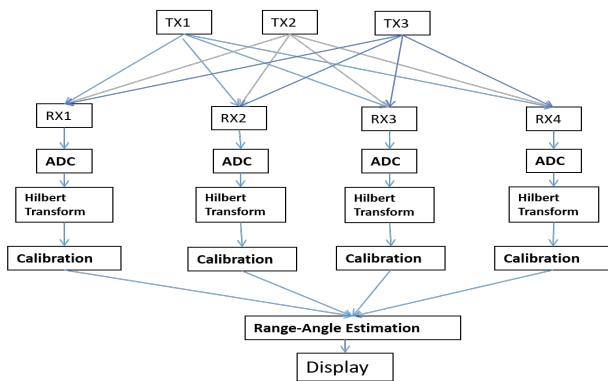 TX1 TX2 TX3
RX1 RX2 RX3 RX4
ADC ADC ADC ADC
Hilbert Hilbert Hilbert Hilbert
Transform Transform Transform Transform
Calibration Calibration Calibration Calibration
Range-Angle Estimation
Display